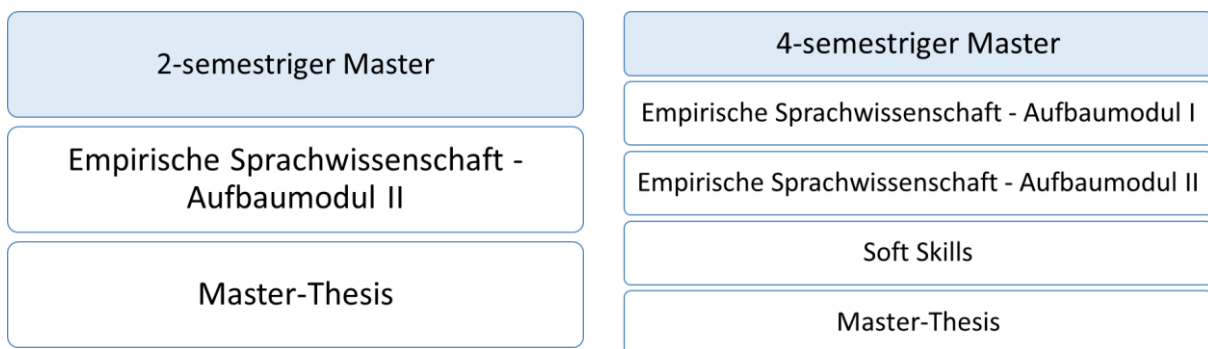 2-semestriger Master
Empirische Sprachwissenschaft -
Aufbaumodul II
Master-Thesis
4-semestriger Master
Empirische Sprachwissenschaft - Aufbaumodul I
Empirische Sprachwissenschaft - Aufbaumodul II
Soft Skills
Master-Thesis